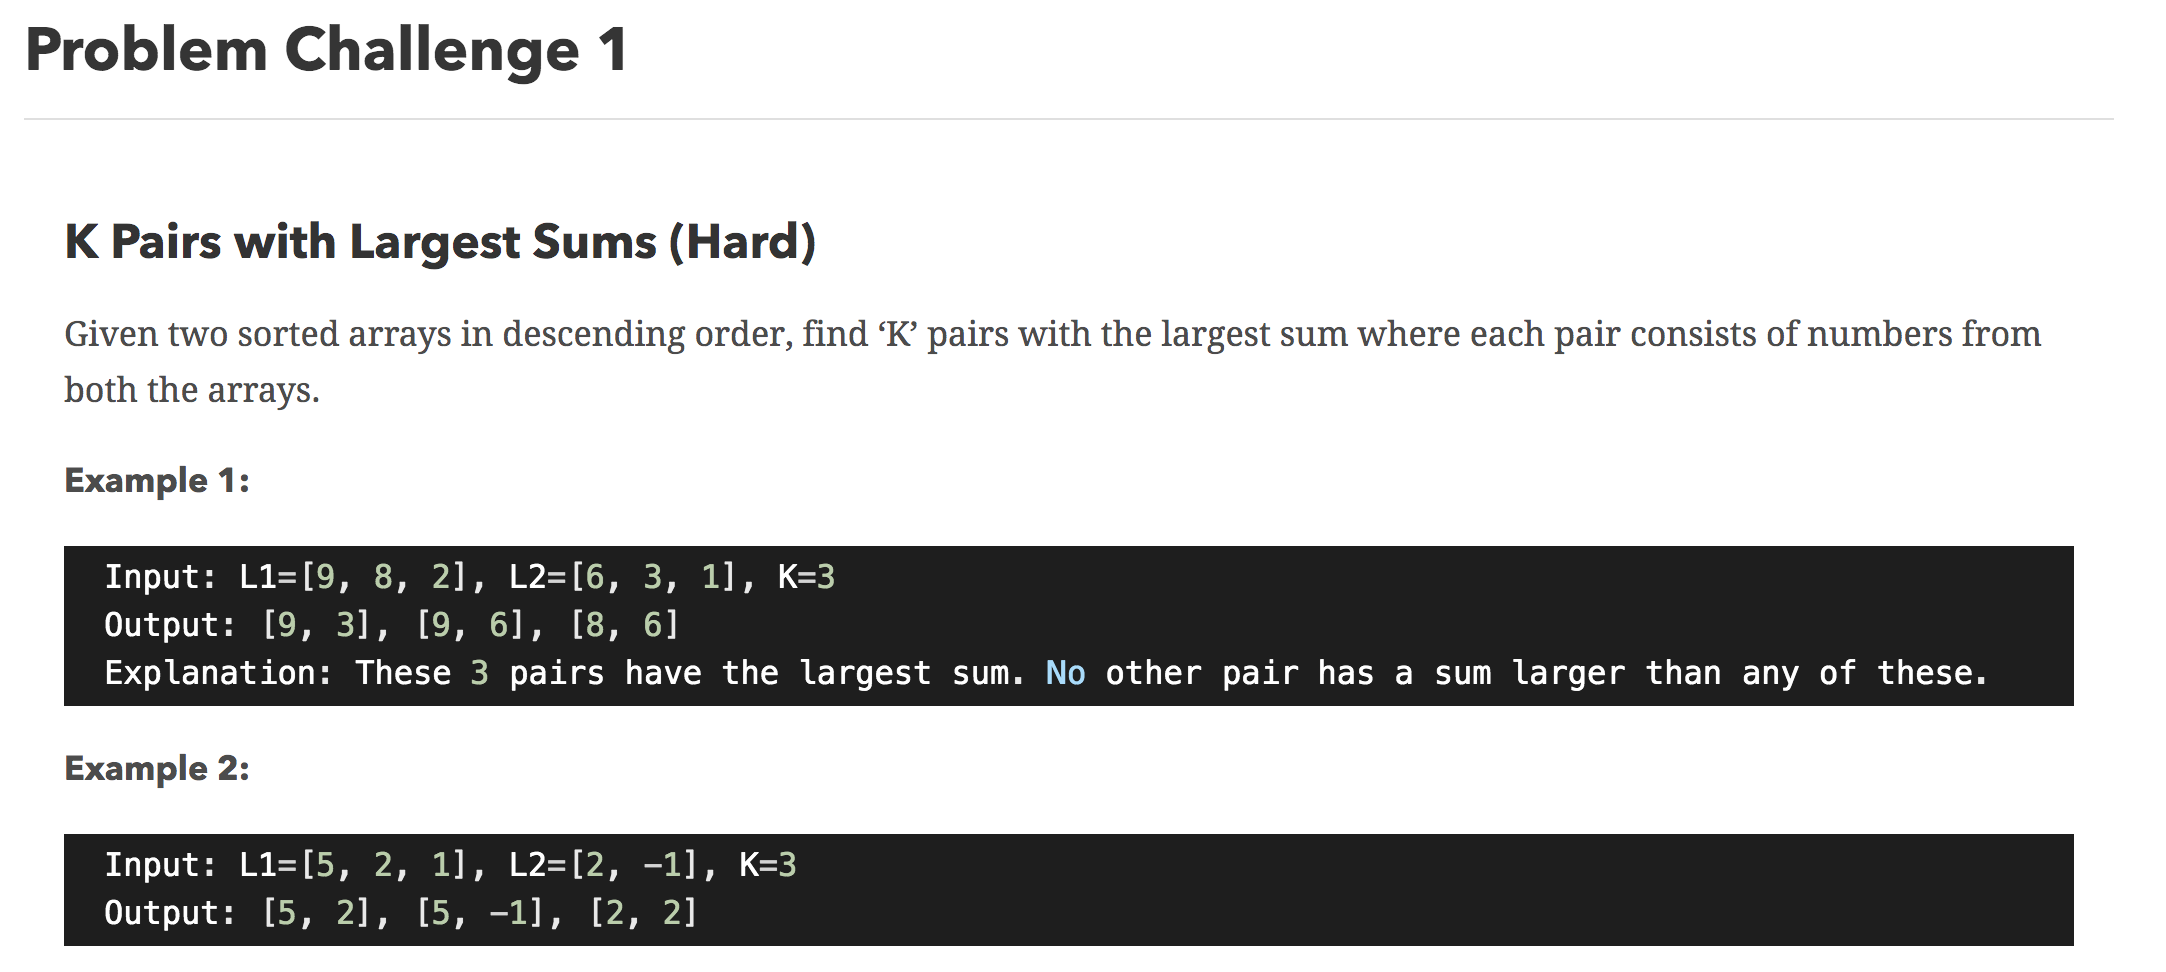 Problem Challenge 1
K Pairs with Largest Sums (Hard)
Given two sorted arrays in descending order, find ‘K’ pairs with the largest sum where each pair consists of numbers from
both the arrays.
Example 1:
Input: L1=[9, 8, 2], L2=[6, 3, 1], K=3
Output: [9, 3], [9, 6], [8, 6]
Explanation: These 3 pairs have the largest sum. No other pair has a sum larger than any of these.
Example 2:
Input: L1=[5, 2, 1], L2=[2, -1], K=3
Output: [5, 2], [5, -1], [2, 2]